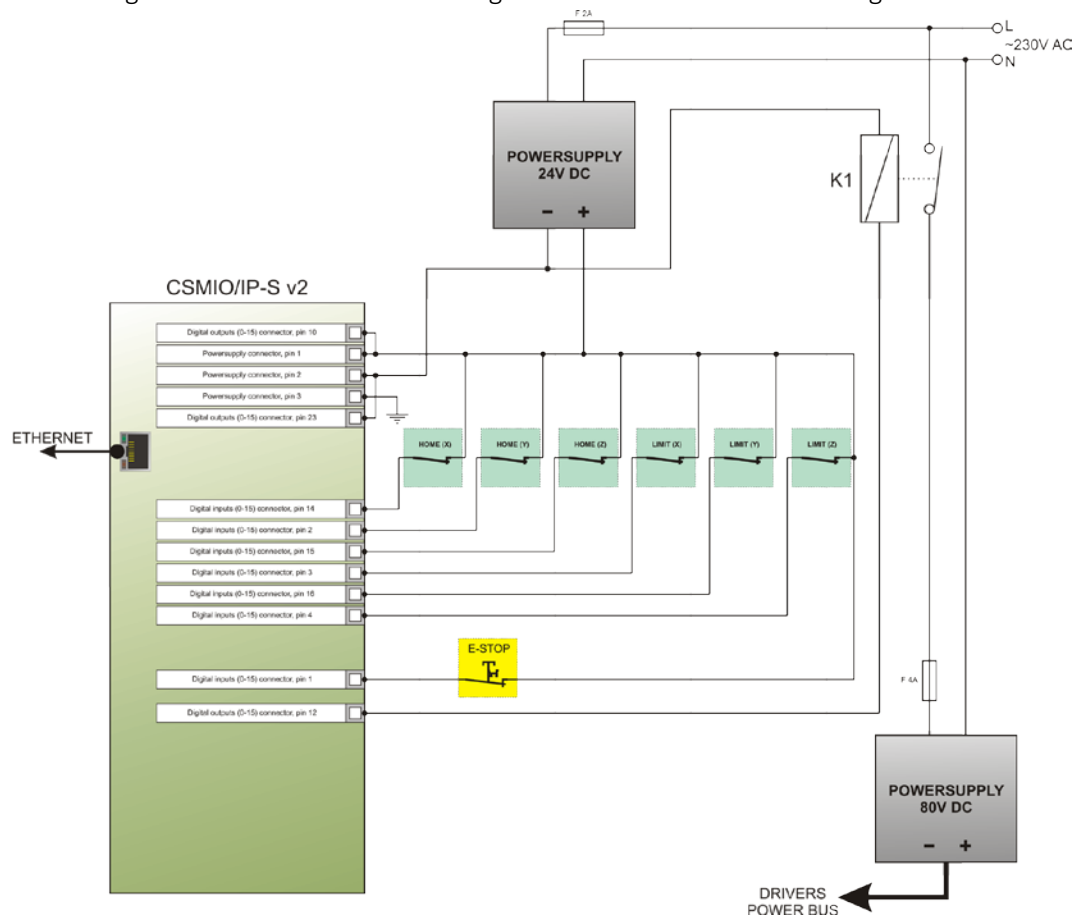 F 2A
L
~230V AC
N
POWERSUPPLY
24V DC
- +
K1
CSMIO/IP-S v2
Digital outputs (0-15) connector, pin 10
Powersupply connector, pin 1
Powersupply connector, pin 2
Powersupply connector, pin 3
Digital outputs (0-15) connector, pin 23
ETHERNET
HOME (X)
HOME (Y)
HOME (Z)
LIMIT (X)
LIMIT (Y)
LIMIT (Z)
Digital inputs (0-15) connector, pin 14
Digital inputs (0-15) connector, pin 2
Digital inputs (0-15) connector, pin 15
Digital inputs (0-15) connector, pin 3
Digital inputs (0-15) connector, pin 16
Digital inputs (0-15) connector, pin 4
E-STOP
Digital inputs (0-15) connector, pin 1
Digital outputs (0-15) connector, pin 12
F 4A
POWERSUPPLY
80V DC
- +
DRIVERS
POWER BUS